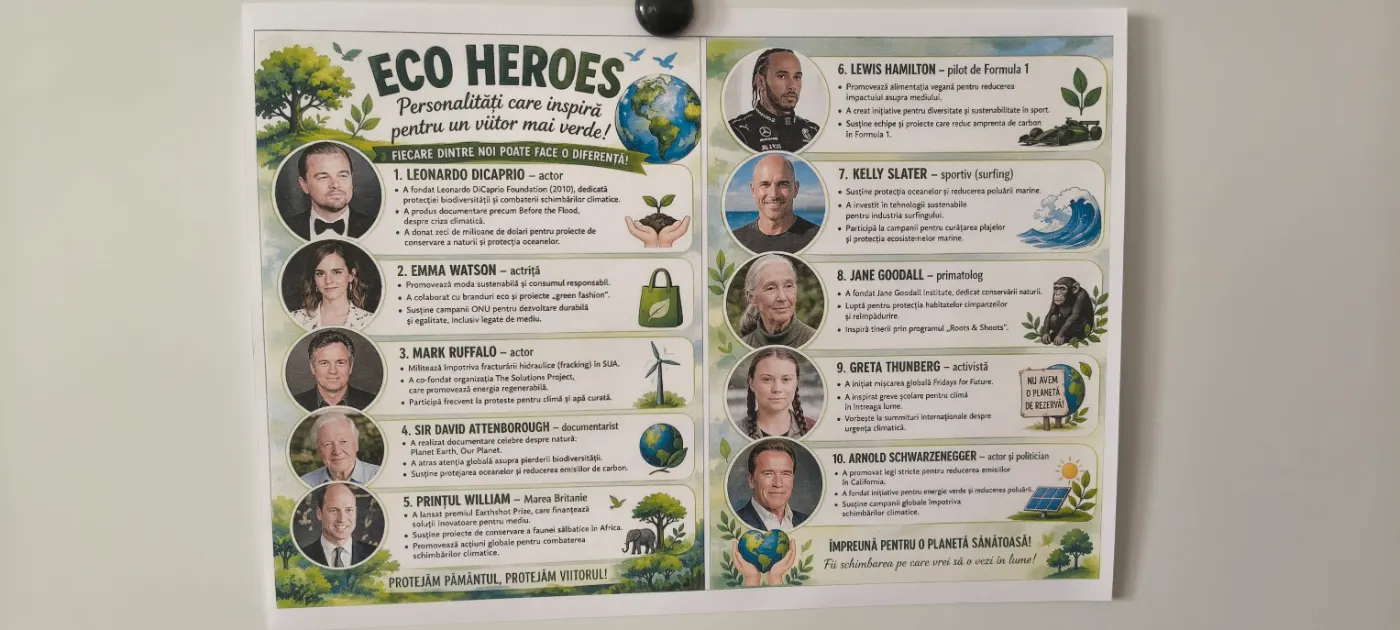 ECO HEROES
Personalități care inspiră
pentru un viitor mai verde!
FIECARE DINTRE NOI POATE FACE O DIFERENȚĂ!
1. LEONARDO DICAPRIO – actor
• A fondat Leonardo DiCaprio Foundation (2010), dedicată
protecției biodiversității și combaterii schimbărilor climatice.
• A produs documentare precum Before the Flood,
despre criza climatică.
• A donat zeci de milioane de dolari pentru proiecte de
conservare a naturii și protecția oceanelor.
2. EMMA WATSON – actriță
• Promovează moda sustenabilă și consumul responsabil.
• A colaborat cu branduri eco și proiecte „green fashion”.
• Susține campanii ONU pentru dezvoltare durabilă
și egalitate, inclusiv legate de mediu.
3. MARK RUFFALO – actor
• Militează împotriva fracturării hidraulice (fracking) în SUA.
• A co-fondat organizația The Solutions Project,
care promovează energia regenerabilă.
• Participă frecvent la proteste pentru climă și apă curată.
4. SIR DAVID ATTENBOROUGH – documentarist
• A realizat documentare celebre despre natură:
Planet Earth, Our Planet.
• A atras atenția globală asupra pierderii biodiversității.
• Susține protejarea oceanelor și reducerea emisiilor de carbon.
5. PRINȚUL WILLIAM – Marea Britanie
• A lansat premiul Earthshot Prize, care finanțează
soluții inovatoare pentru mediu.
• Susține proiecte de conservare a faunei sălbatice în Africa.
• Promovează acțiuni globale pentru combaterea
schimbărilor climatice.
PROTEJĂM PĂMÂNTUL, PROTEJĂM VIITORUL!
6. LEWIS HAMILTON – pilot de Formula 1
• Promovează alimentația vegană pentru reducerea
impactului asupra mediului.
• A creat inițiative pentru diversitate și sustenabilitate în sport.
• Susține echipe și proiecte care reduc amprenta de carbon
în Formula 1.
7. KELLY SLATER – sportiv (surfing)
• Susține protecția oceanelor și reducerea poluării marine.
• A investit în tehnologii sustenabile
pentru industria surfingului.
• Participă la campanii pentru curățarea plajelor
și protecția ecosistemelor marine.
8. JANE GOODALL – primatolog
• A fondat Jane Goodall Institute, dedicat conservării naturii.
• Luptă pentru protecția habitatelor cimpanzeilor
și reîmpădurire.
• Inspiră tinerii prin programul „Roots & Shoots”.
9. GRETA THUNBERG – activistă
• A inițiat mișcarea globală Fridays for Future.
• A inspirat greve școlare pentru climă
în întreaga lume.
• Vorbește la summituri internaționale despre
urgența climatică.
NU AVEM
O PLANETĂ
DE REZERVĂ!
10. ARNOLD SCHWARZENEGGER – actor și politician
• A promovat legi stricte pentru reducerea emisiilor
în California.
• A fondat inițiative pentru energie verde și reducerea poluării.
• Susține campanii globale împotriva
schimbărilor climatice.
ÎMPREUNĂ PENTRU O PLANETĂ SĂNĂTOASĂ!
Fii schimbarea pe care vrei să o vezi în lume!